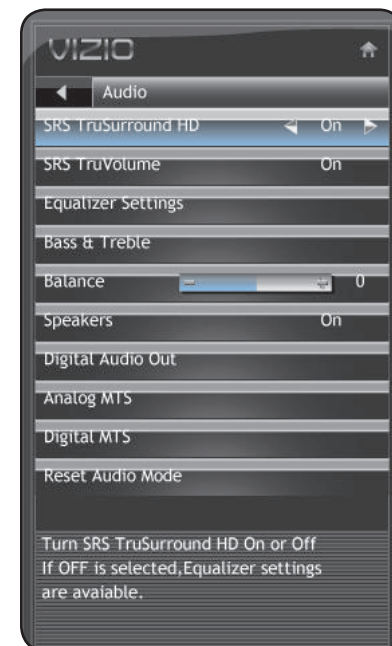 VIZIO
Audio
SRS TruSurround HD On
SRS TruVolume On
Equalizer Settings
Bass & Treble
Balance 0
Speakers On
Digital Audio Out
Analog MTS
Digital MTS
Reset Audio Mode
Turn SRS TruSurround HD On or Off
If OFF is selected,Equalizer settings
are avaiable.